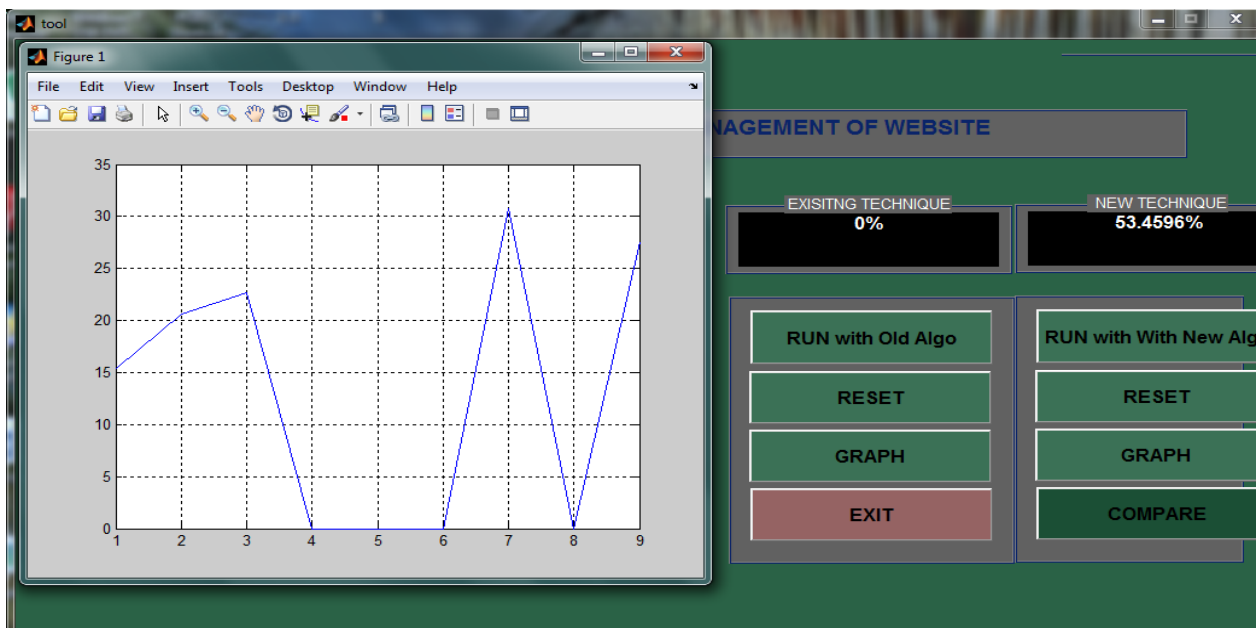 tool
Figure 1
File Edit View Insert Tools Desktop Window Help
NAGEMENT OF WEBSITE
35
30
25
20
15
10
5
0
1 2 3 4 5 6 7 8 9
EXISITNG TECHNIQUE
0%
NEW TECHNIQUE
53.4596%
RUN with Old Algo
RESET
GRAPH
EXIT
RUN with With New Alg
RESET
GRAPH
COMPARE